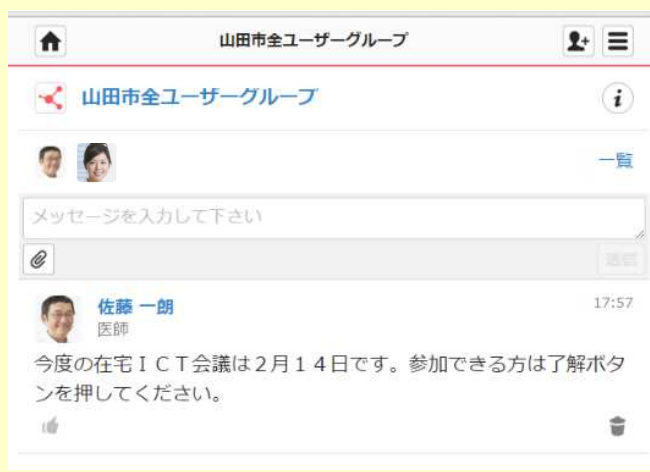 山田市全ユーザーグループ
山田市全ユーザーグループ
一覧
メッセージを入力して下さい
送信
佐藤 一朗
17:57
医師
今度の在宅ＩＣＴ会議は２月１４日です。参加できる方は了解ボタ
ンを押してください。